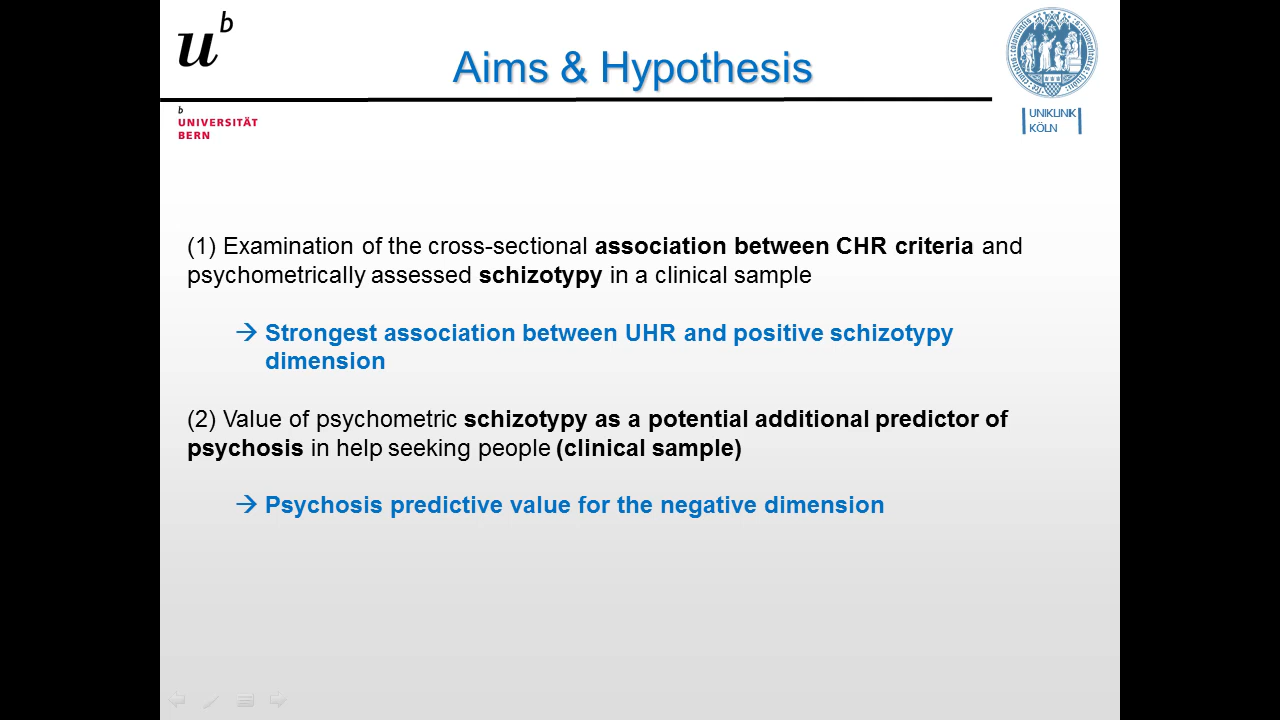 u b
Aims & Hypothesis
b
UNIVERSITÄT
BERN
UNIKLINIK
KÖLN
(1) Examination of the cross-sectional association between CHR criteria and
psychometrically assessed schizotypy in a clinical sample
→ Strongest association between UHR and positive schizotypy
dimension
(2) Value of psychometric schizotypy as a potential additional predictor of
psychosis in help seeking people (clinical sample)
→ Psychosis predictive value for the negative dimension